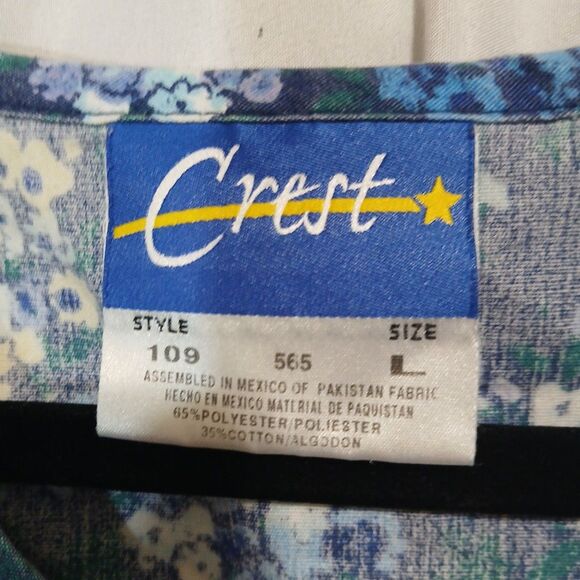 Crest
STYLE SIZE
109 565 L
ASSEMBLED IN MEXICO OF PAKISTAN FABRIC
HECHO EN MEXICO MATERIAL DE PAQUISTAN
65%POLYESTER/POLIESTER
35%COTTON/ALGODON